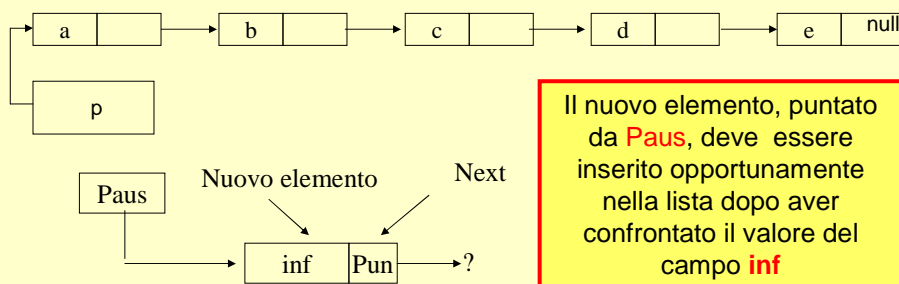 a b c d e null
p
Il nuovo elemento, puntato
da Paus, deve essere
inserito opportunamente
nella lista dopo aver
confrontato il valore del
campo inf
Nuovo elemento
Next
Paus
inf Pun ?